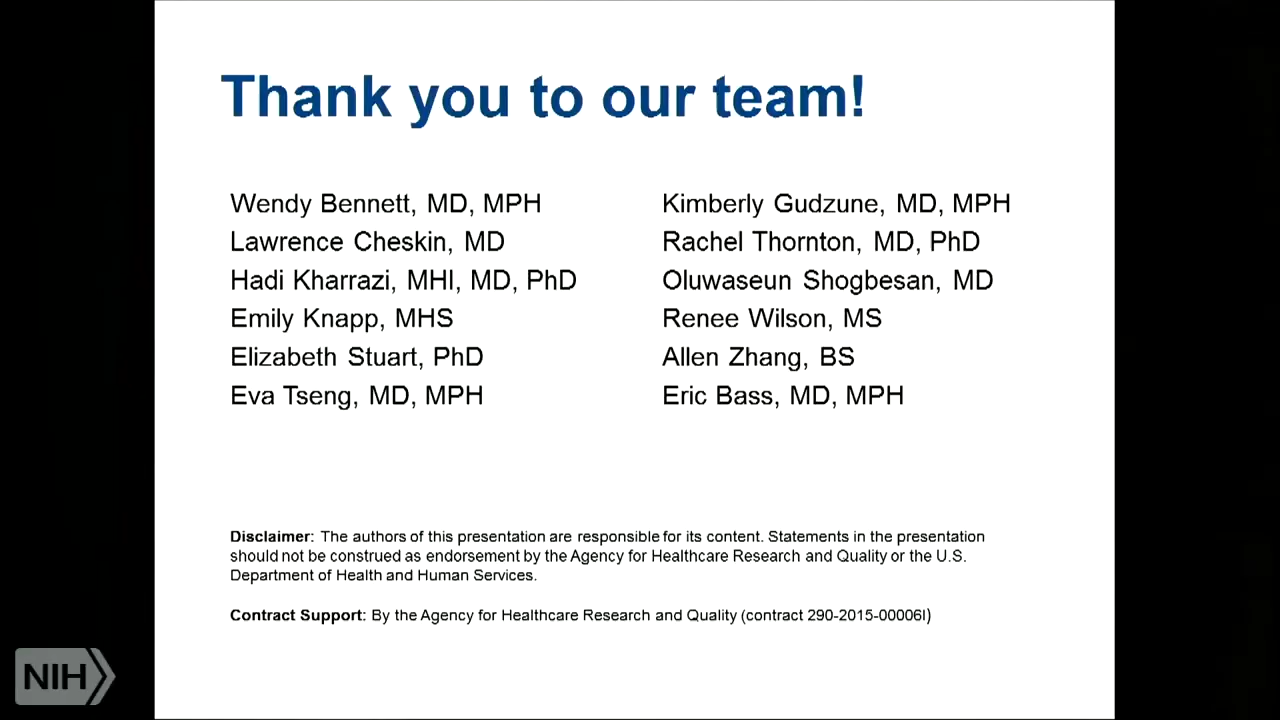 Thank you to our team!
Wendy Bennett, MD, MPH
Lawrence Cheskin, MD
Hadi Kharrazi, MHI, MD, PhD
Emily Knapp, MHS
Elizabeth Stuart, PhD
Eva Tseng, MD, MPH
Kimberly Gudzune, MD, MPH
Rachel Thornton, MD, PhD
Oluwaseun Shogbesan, MD
Renee Wilson, MS
Allen Zhang, BS
Eric Bass, MD, MPH
Disclaimer: The authors of this presentation are responsible for its content. Statements in the presentation
should not be construed as endorsement by the Agency for Healthcare Research and Quality or the U.S.
Department of Health and Human Services.
Contract Support: By the Agency for Healthcare Research and Quality (contract 290-2015-00006I)
NIH